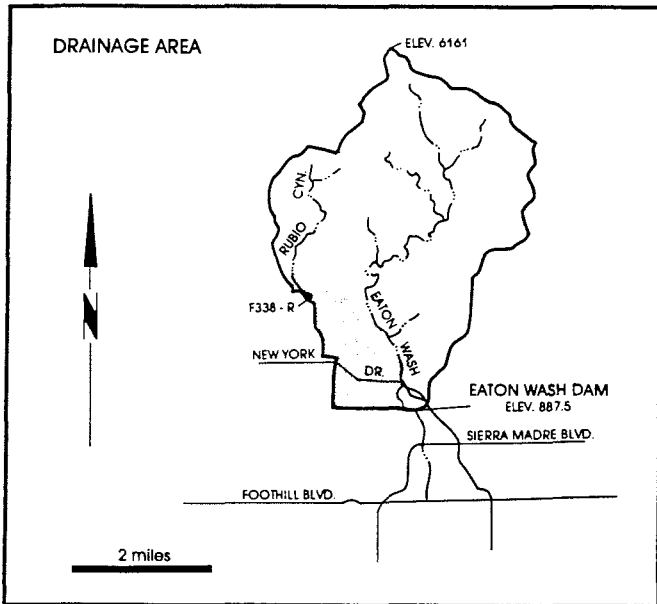 DRAINAGE AREA
ELEV. 6161
RUBIO CYN.
F338 - R
EATON WASH
NEW YORK DR.
EATON WASH DAM
ELEV. 887.5
SIERRA MADRE BLVD.
FOOTHILL BLVD.
N
2 miles